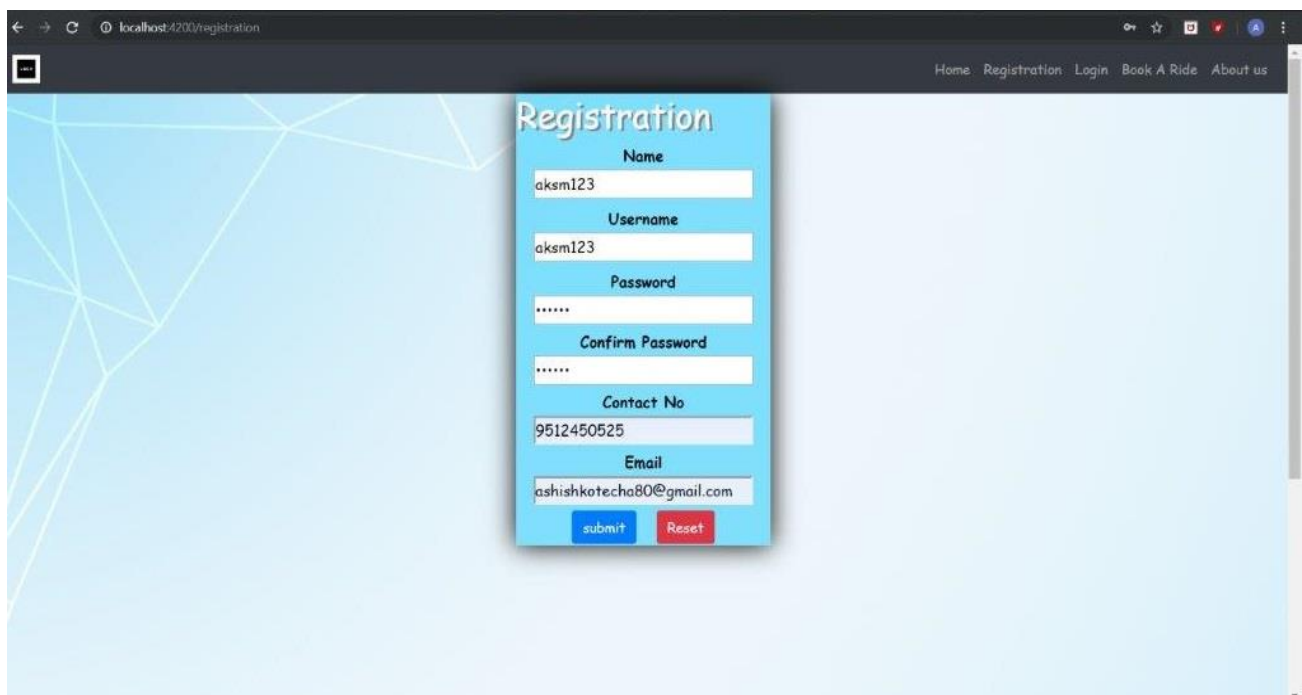 localhost:4200/registration
A
Home Registration Login Book A Ride About us
Registration
Name
aksm123
Username
aksm123
Password
••••••
Confirm Password
••••••
Contact No
9512450525
Email
ashishkotecha80@gmail.com
submit Reset